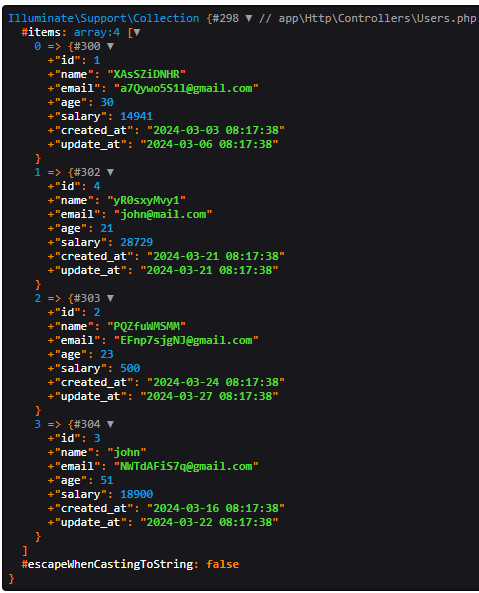 Illuminate\Support\Collection {#298 ▼ // app\Http\Controllers\Users.php
#items: array:4 [▼
0 => {#300 ▼
+"id": 1
+"name": "XAsSZiDNHR"
+"email": "a7Qywo5S1l@gmail.com"
+"age": 30
+"salary": 14941
+"created_at": "2024-03-03 08:17:38"
+"update_at": "2024-03-06 08:17:38"
}
1 => {#302 ▼
+"id": 4
+"name": "yR0sxyMvy1"
+"email": "john@mail.com"
+"age": 21
+"salary": 28729
+"created_at": "2024-03-21 08:17:38"
+"update_at": "2024-03-21 08:17:38"
}
2 => {#303 ▼
+"id": 2
+"name": "PQZfuWMSMM"
+"email": "EFnp7sjgNJ@gmail.com"
+"age": 23
+"salary": 500
+"created_at": "2024-03-24 08:17:38"
+"update_at": "2024-03-27 08:17:38"
}
3 => {#304 ▼
+"id": 3
+"name": "john"
+"email": "NWTdAFiS7q@gmail.com"
+"age": 51
+"salary": 18900
+"created_at": "2024-03-16 08:17:38"
+"update_at": "2024-03-22 08:17:38"
}
]
#escapeWhenCastingToString: false
}